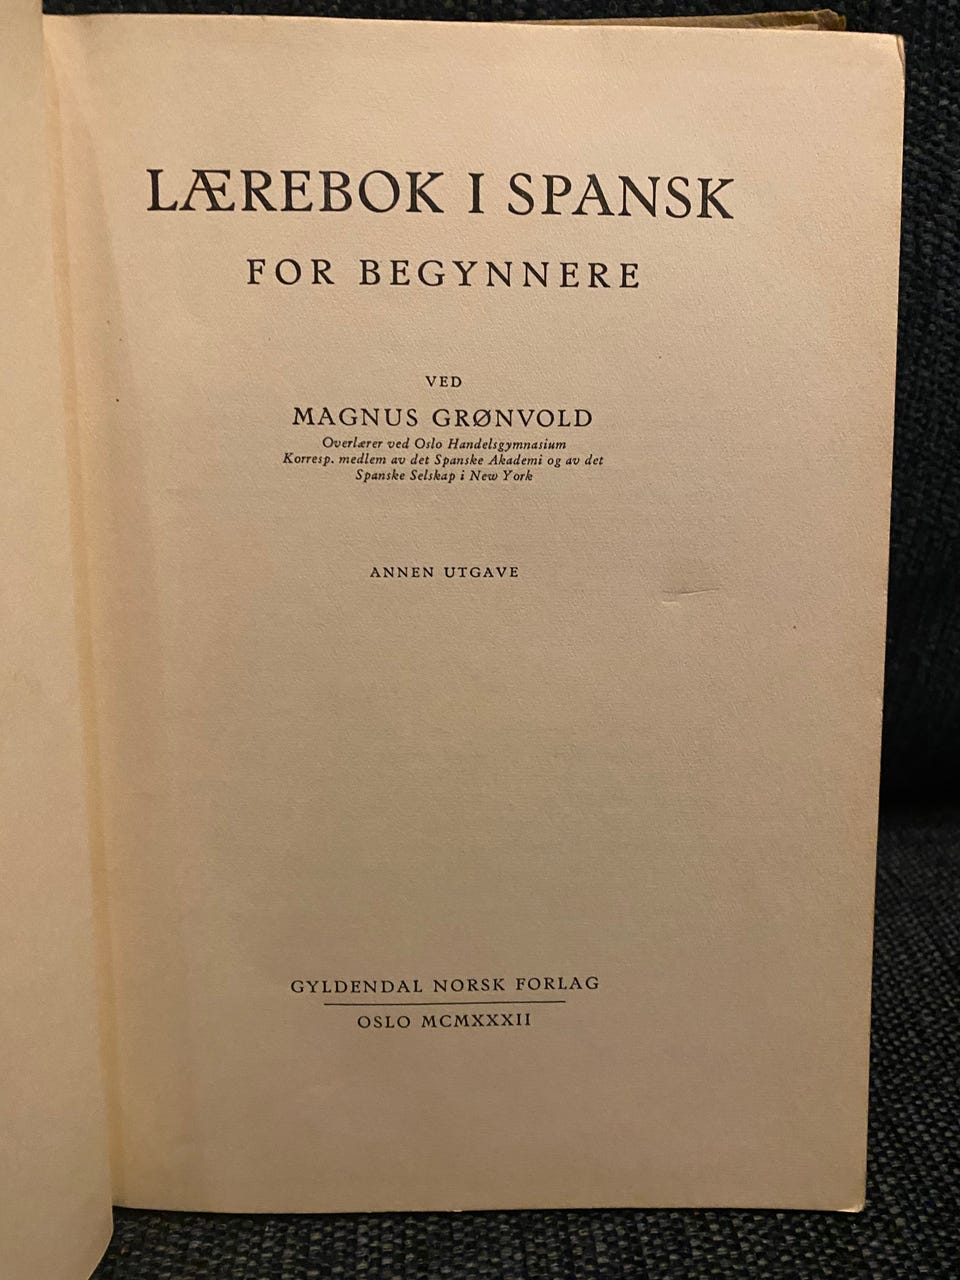 LÆREBOK I SPANSK
FOR BEGYNNERE
VED
MAGNUS GRØNVOLD
Overlærer ved Oslo Handelsgymnasium
Korresp. medlem av det Spanske Akademi og av det
Spanske Selskap i New York
ANNEN UTGAVE
GYLDENDAL NORSK FORLAG
OSLO MCMXXXII